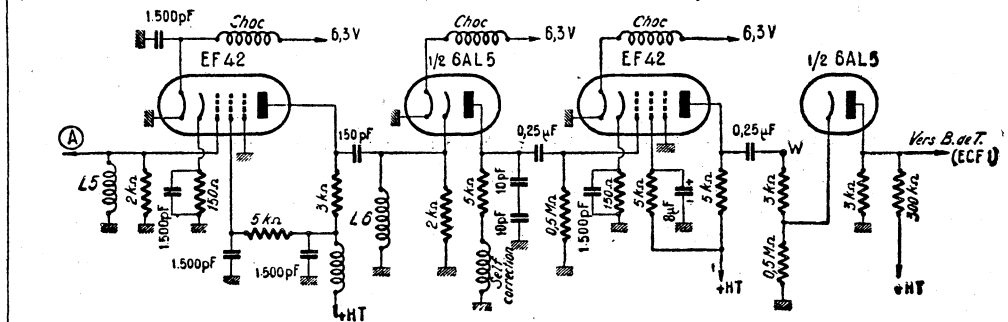 1.500pF
Choc
6,3V
EF42
Choc
6,3V
1/2 6AL5
Choc
6,3V
EF42
1/2 6AL5
A
L5
2kΩ
1.500pF
150Ω
1.500pF
5kΩ
1.500pF
3kΩ
+HT
150pF
L6
2kΩ
5kΩ
Self
correction
10pF
10pF
0,25µF
0,5MΩ
1.500pF
150Ω
5kΩ
8µF
+
5kΩ
+HT
0,25µF
W
3kΩ
0,5MΩ
3kΩ
300kΩ
+HT
Vers B.de T.
(ECF1)